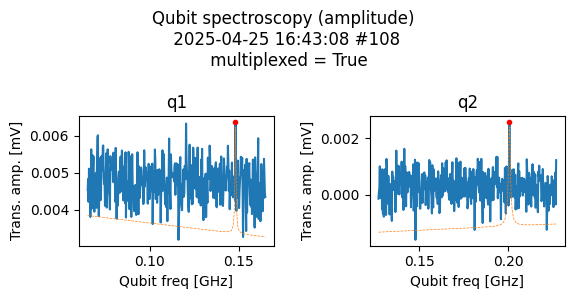 Qubit spectroscopy (amplitude)
2025-04-25 16:43:08 #108
multiplexed = True
q1
q2
Trans. amp. [mV]
0.006
0.005
0.004
0.10
0.15
Qubit freq [GHz]
Trans. amp. [mV]
0.002
0.000
0.15
0.20
Qubit freq [GHz]